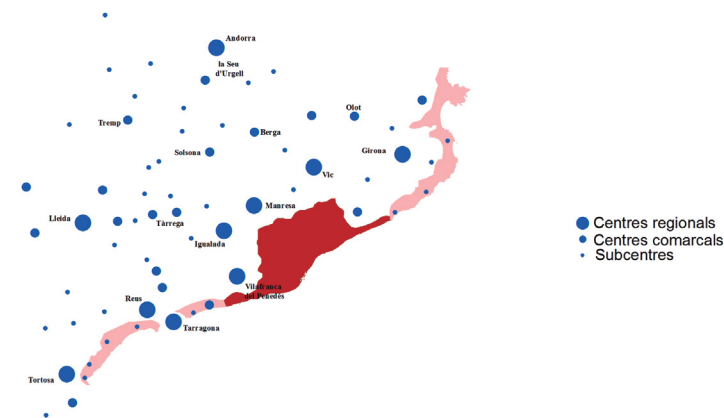 Andorra
la Seu
d'Urgell
Olot
Tremp
Berga
Solsona
Girona
Vic
Manresa
Lleida
Tàrrega
Igualada
Vilafranca
del Penedès
Reus
Tarragona
Tortosa
Centres regionals
Centres comarcals
Subcentres